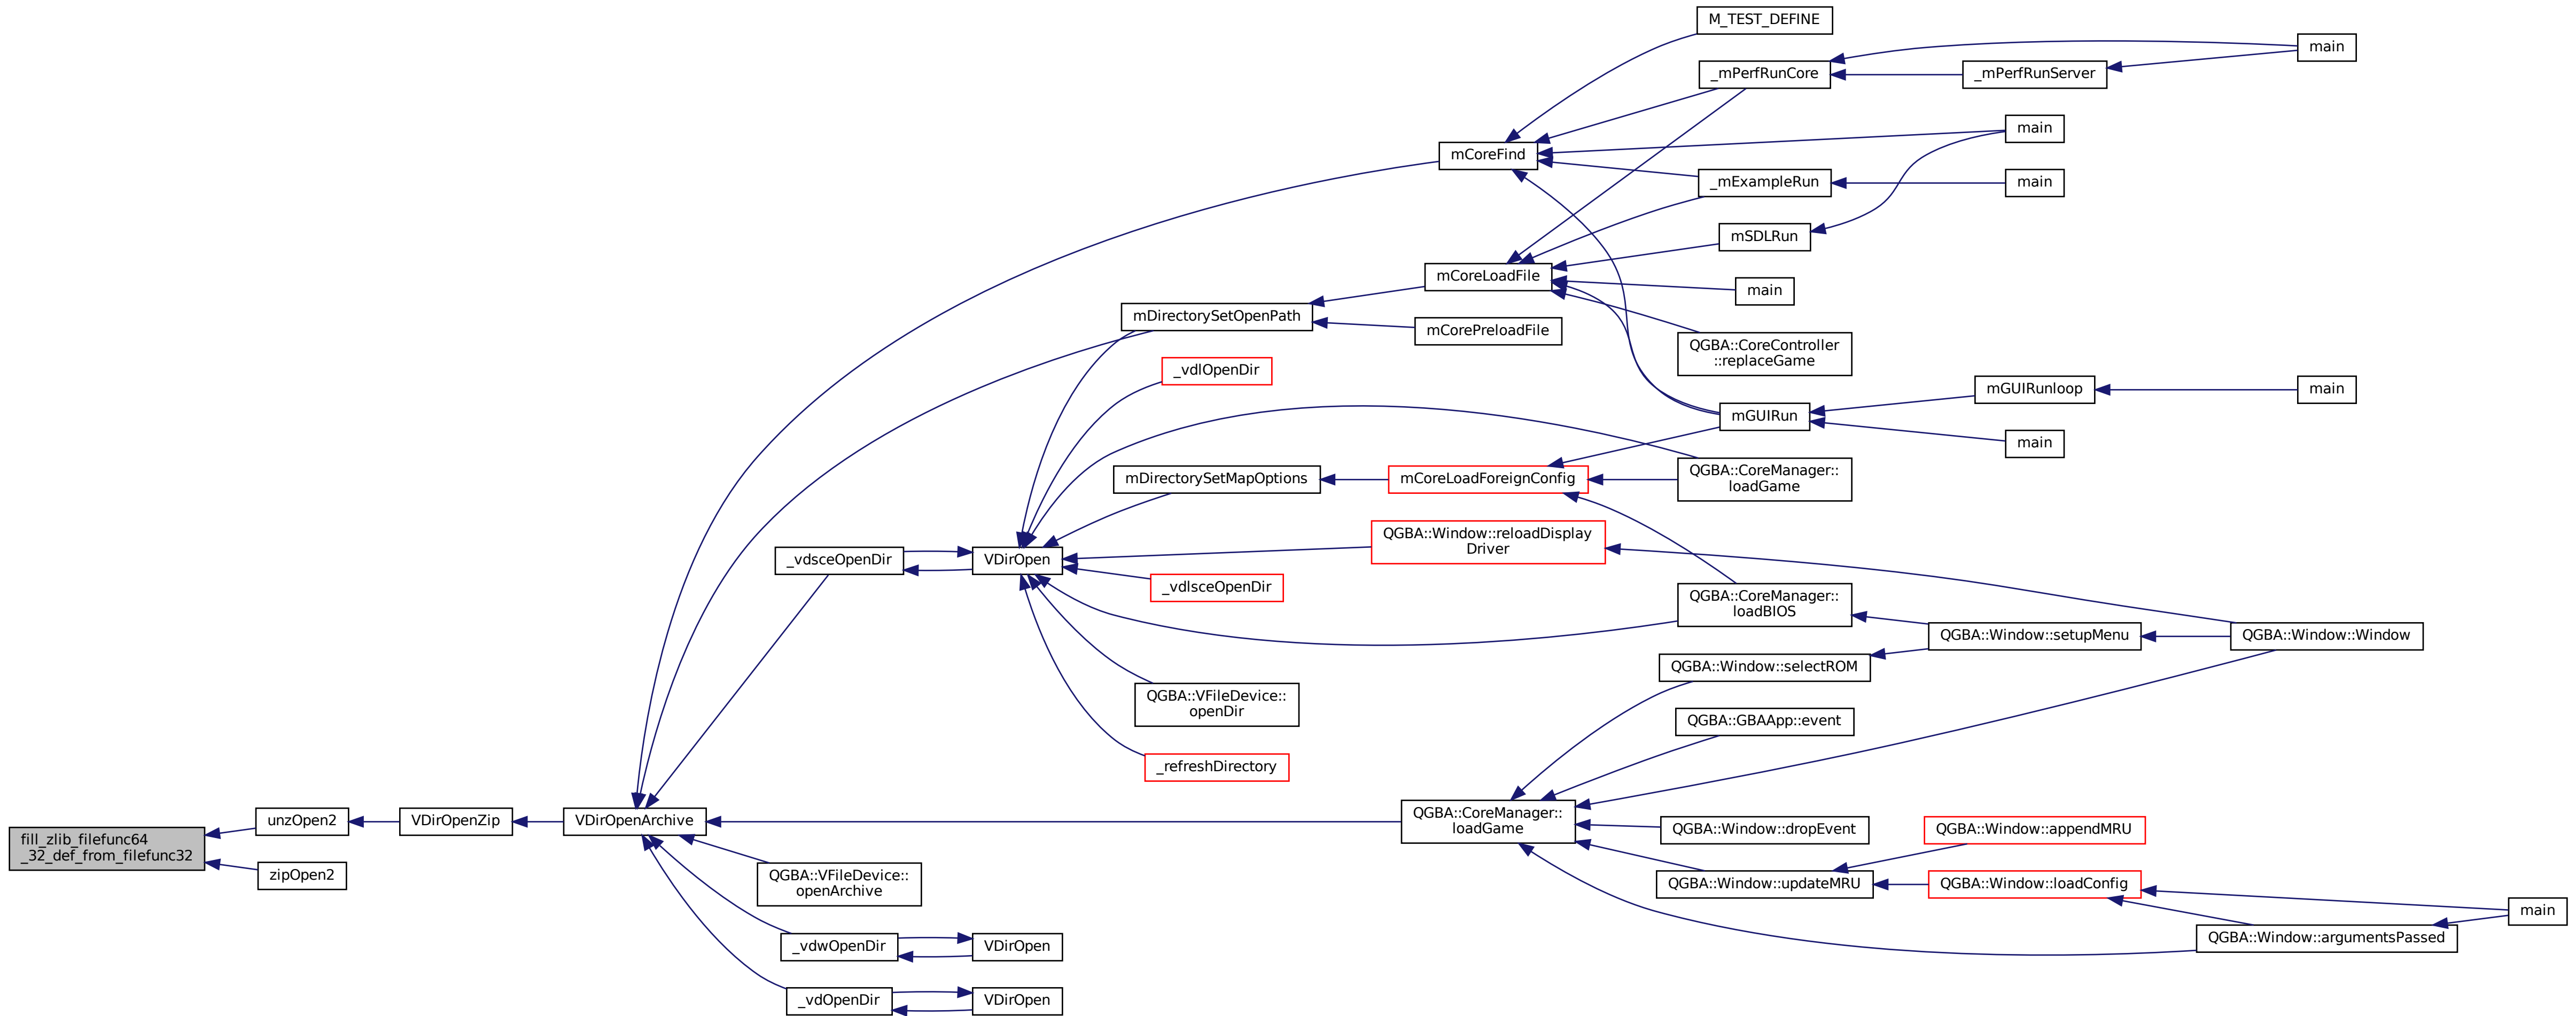 fill_zlib_filefunc64
_32_def_from_filefunc32
unzOpen2
zipOpen2
VDirOpenZip
VDirOpenArchive
mCoreFind
M_TEST_DEFINE
_mPerfRunCore
_mPerfRunServer
main
main
_mExampleRun
main
mSDLRun
mCoreLoadFile
main
mDirectorySetOpenPath
mCorePreloadFile
QGBA::CoreController
::replaceGame
_vdlOpenDir
mGUIRun
mGUIRunloop
main
main
mDirectorySetMapOptions
mCoreLoadForeignConfig
QGBA::CoreManager::
loadGame
_vdsceOpenDir
VDirOpen
QGBA::Window::reloadDisplay
Driver
_vdlsceOpenDir
QGBA::CoreManager::
loadBIOS
QGBA::Window::setupMenu
QGBA::Window::Window
QGBA::Window::selectROM
QGBA::VFileDevice::
openDir
QGBA::GBAApp::event
_refreshDirectory
QGBA::CoreManager::
loadGame
QGBA::Window::dropEvent
QGBA::Window::appendMRU
QGBA::Window::updateMRU
QGBA::Window::loadConfig
main
QGBA::Window::argumentsPassed
QGBA::VFileDevice::
openArchive
_vdwOpenDir
VDirOpen
_vdOpenDir
VDirOpen